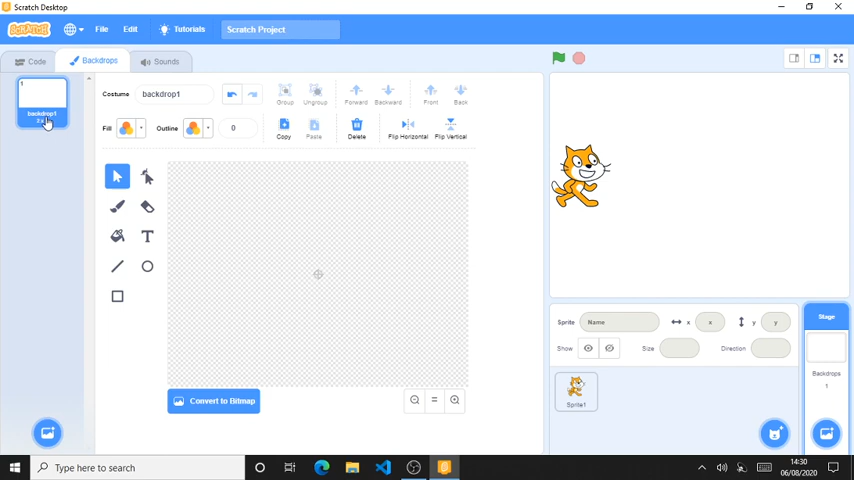 Scratch Desktop
SCRATCH File Edit Tutorials Scratch Project
Code Backdrops Sounds
1
backdrop1
Costume backdrop1
Group Ungroup Forward Backward Front Back
Fill Outline 0
Copy Paste Delete Flip Horizontal Flip Vertical
Convert to Bitmap
Sprite Name x x y y
Show Size Direction
Sprite1
Stage
Backdrops
1
Type here to search
14:30
06/08/2020